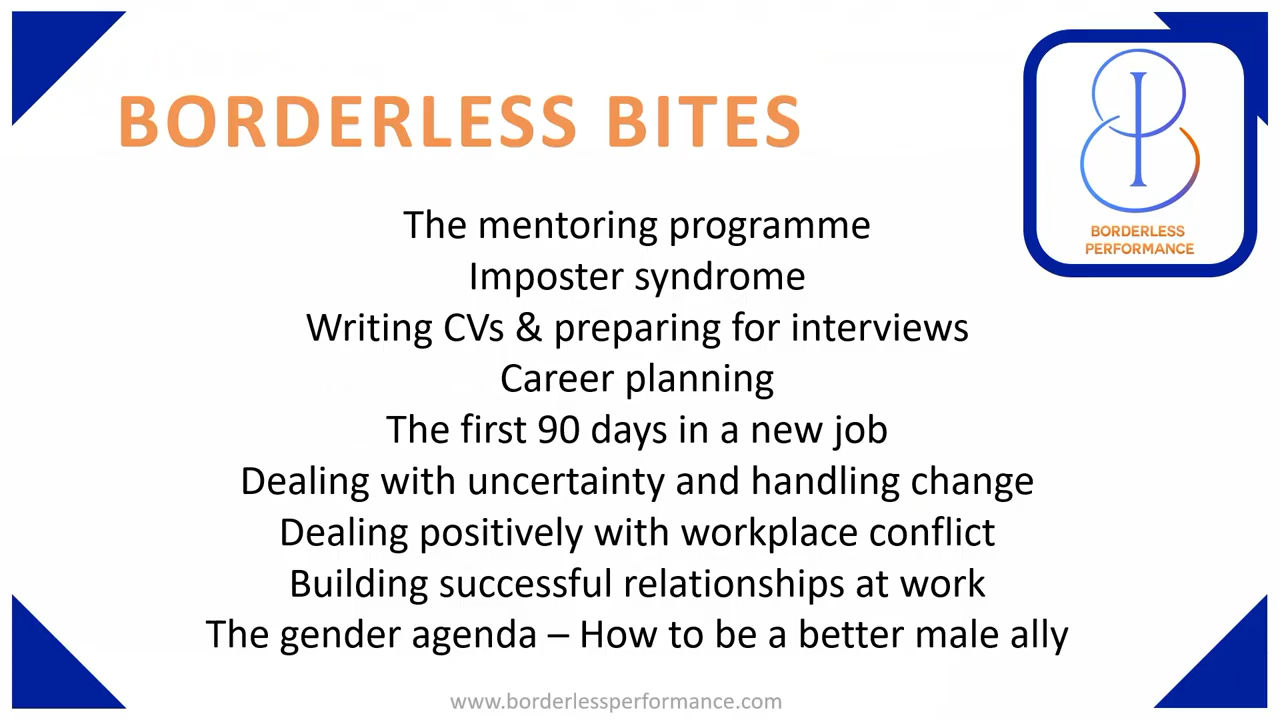 BORDERLESS BITES
BORDERLESS
PERFORMANCE
The mentoring programme
Imposter syndrome
Writing CVs & preparing for interviews
Career planning
The first 90 days in a new job
Dealing with uncertainty and handling change
Dealing positively with workplace conflict
Building successful relationships at work
The gender agenda – How to be a better male ally
www.borderlessperformance.com